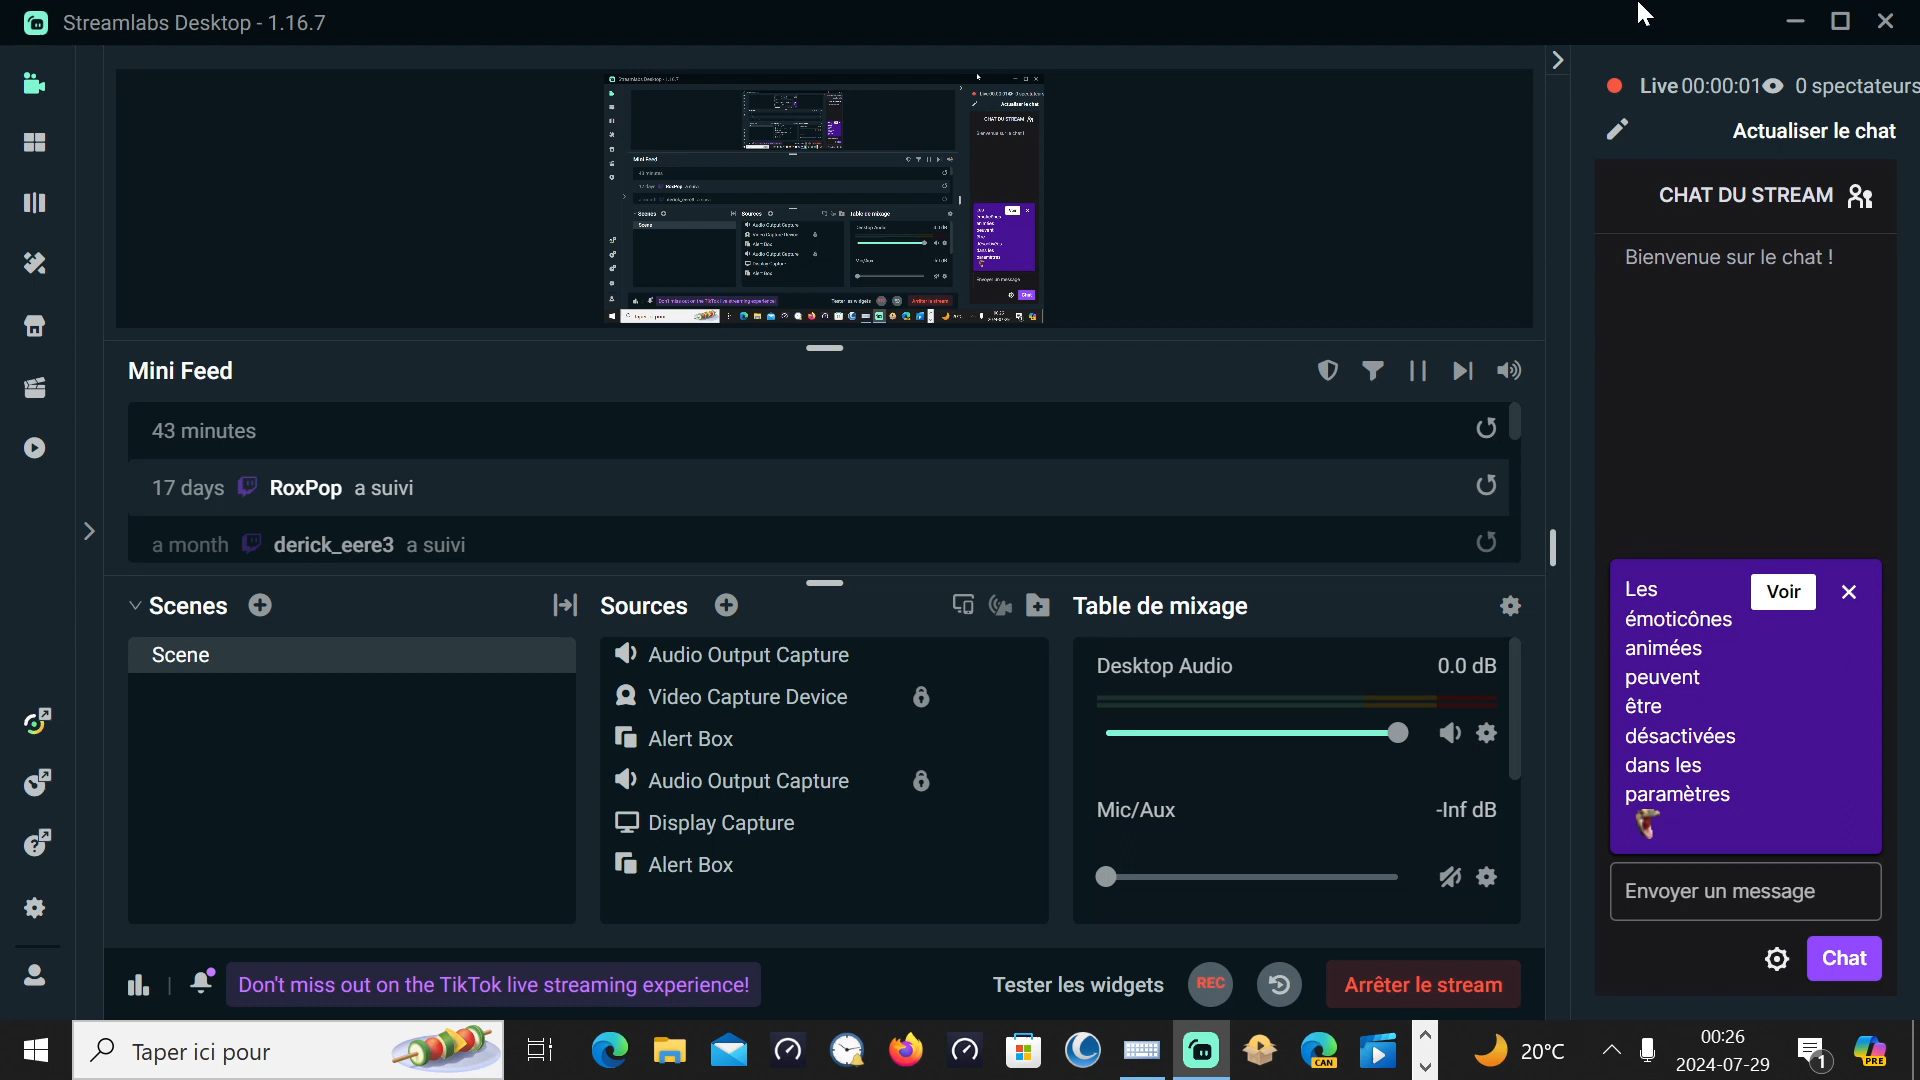 Streamlabs Desktop - 1.16.7
Live 00:00:01 0 spectateurs
Actualiser le chat
CHAT DU STREAM
Bienvenue sur le chat !
Mini Feed
43 minutes
17 days RoxPop a suivi
a month derick_eere3 a suivi
Scenes
Scene
Sources
Audio Output Capture
Video Capture Device
Alert Box
Audio Output Capture
Display Capture
Alert Box
Table de mixage
Desktop Audio 0.0 dB
Mic/Aux -Inf dB
Les
émoticônes
animées
peuvent
être
désactivées
dans les
paramètres
Voir
Envoyer un message
Chat
Don't miss out on the TikTok live streaming experience!
Tester les widgets
REC
Arrêter le stream
Taper ici pour
CAN
20°C
00:26
2024-07-29
1
PRE